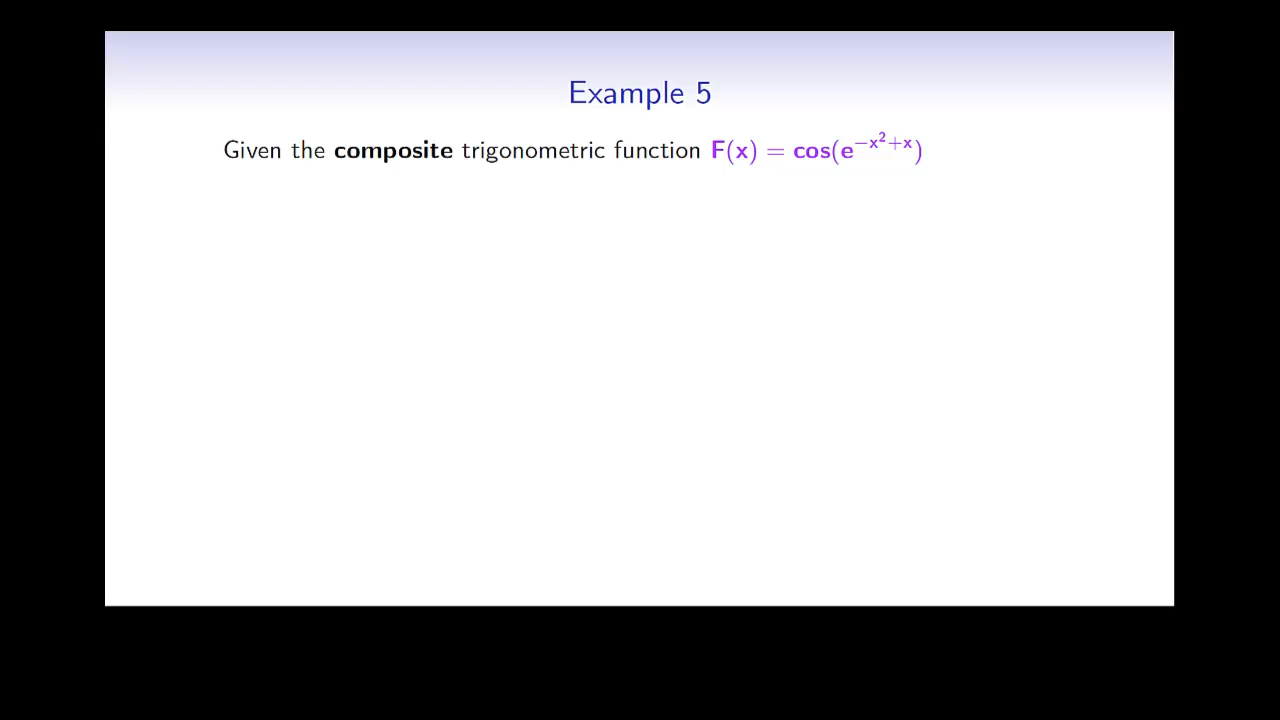 Example 5
Given the composite trigonometric function F(x) = cos(e^{−x²+x})